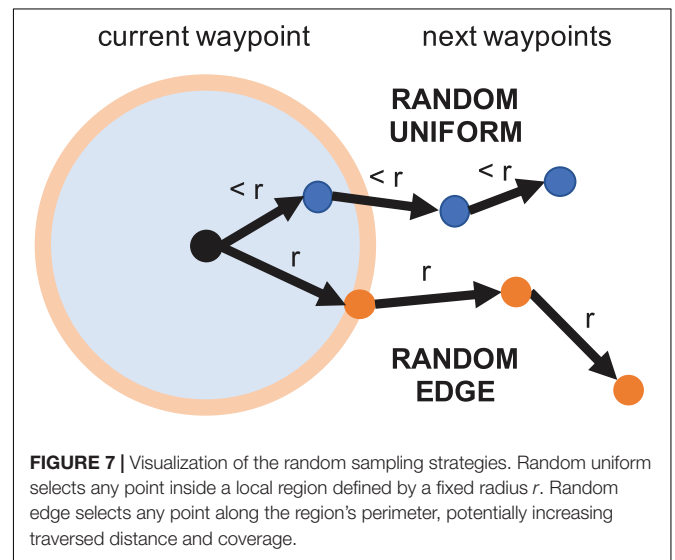 current waypoint
next waypoints
RANDOM
UNIFORM
< r
< r
< r
r
r
r
RANDOM
EDGE
FIGURE 7 | Visualization of the random sampling strategies. Random uniform
selects any point inside a local region defined by a fixed radius r. Random
edge selects any point along the region's perimeter, potentially increasing
traversed distance and coverage.